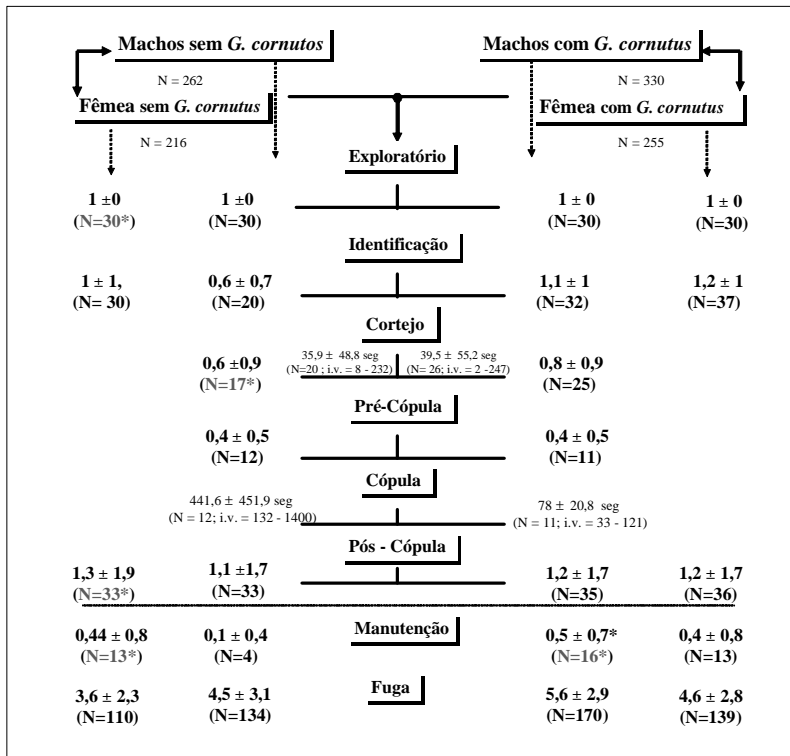 Machos sem G. cornutos
Machos com G. cornutus
N = 262
N = 330
Fêmea sem G. cornutus
Fêmea com G. cornutus
N = 216
N = 255
Exploratório
1 ±0
1 ±0
1 ± 0
1 ± 0
(N=30*)
(N=30)
(N=30)
(N=30)
Identificação
1 ± 1,
0,6 ± 0,7
1,1 ± 1
1,2 ± 1
(N= 30)
(N=20)
(N=32)
(N=37)
Cortejo
0,6 ±0,9
35,9 ± 48,8 seg
39,5 ± 55,2 seg
0,8 ± 0,9
(N=17*)
(N=20 ; i.v. = 8 - 232)
(N= 26; i.v. = 2 -247)
(N=25)
Pré-Cópula
0,4 ± 0,5
0,4 ± 0,5
(N=12)
(N=11)
Cópula
441,6 ± 451,9 seg
78 ± 20,8 seg
(N = 12; i.v. = 132 - 1400)
(N = 11; i.v. = 33 - 121)
Pós - Cópula
1,3 ± 1,9
1,1 ±1,7
1,2 ± 1,7
1,2 ± 1,7
(N=33*)
(N=33)
(N=35)
(N=36)
Manutenção
0,44 ± 0,8
0,1 ± 0,4
0,5 ± 0,7*
0,4 ± 0,8
(N=13*)
(N=4)
(N=16*)
(N=13)
Fuga
3,6 ± 2,3
4,5 ± 3,1
5,6 ± 2,9
4,6 ± 2,8
(N=110)
(N=134)
(N=170)
(N=139)